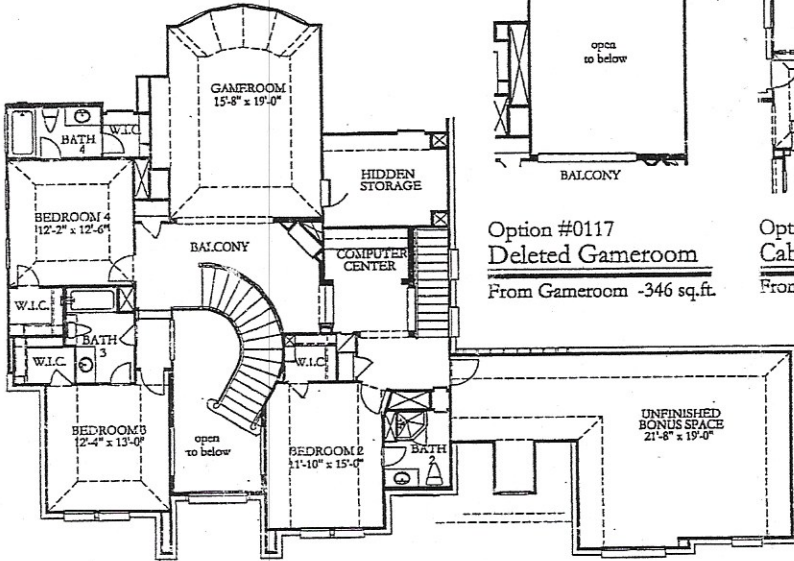 GAMEROOM
15'-8" x 19'-0"
open
to below
BALCONY
BATH
4
W.I.C.
HIDDEN
STORAGE
BEDROOM 4
12'-2" x 12'-6"
BALCONY
COMPUTER
CENTER
Option #0117
Deleted Gameroom
From Gameroom -346 sq.ft.
Opt
Cab
From
W.I.C.
BATH
3
W.I.C.
W.I.C.
BEDROOM 3
12'-4" x 13'-0"
open
to below
BEDROOM 2
11'-10" x 15'-0"
BATH
2
UNFINISHED
BONUS SPACE
21'-8" x 19'-0"